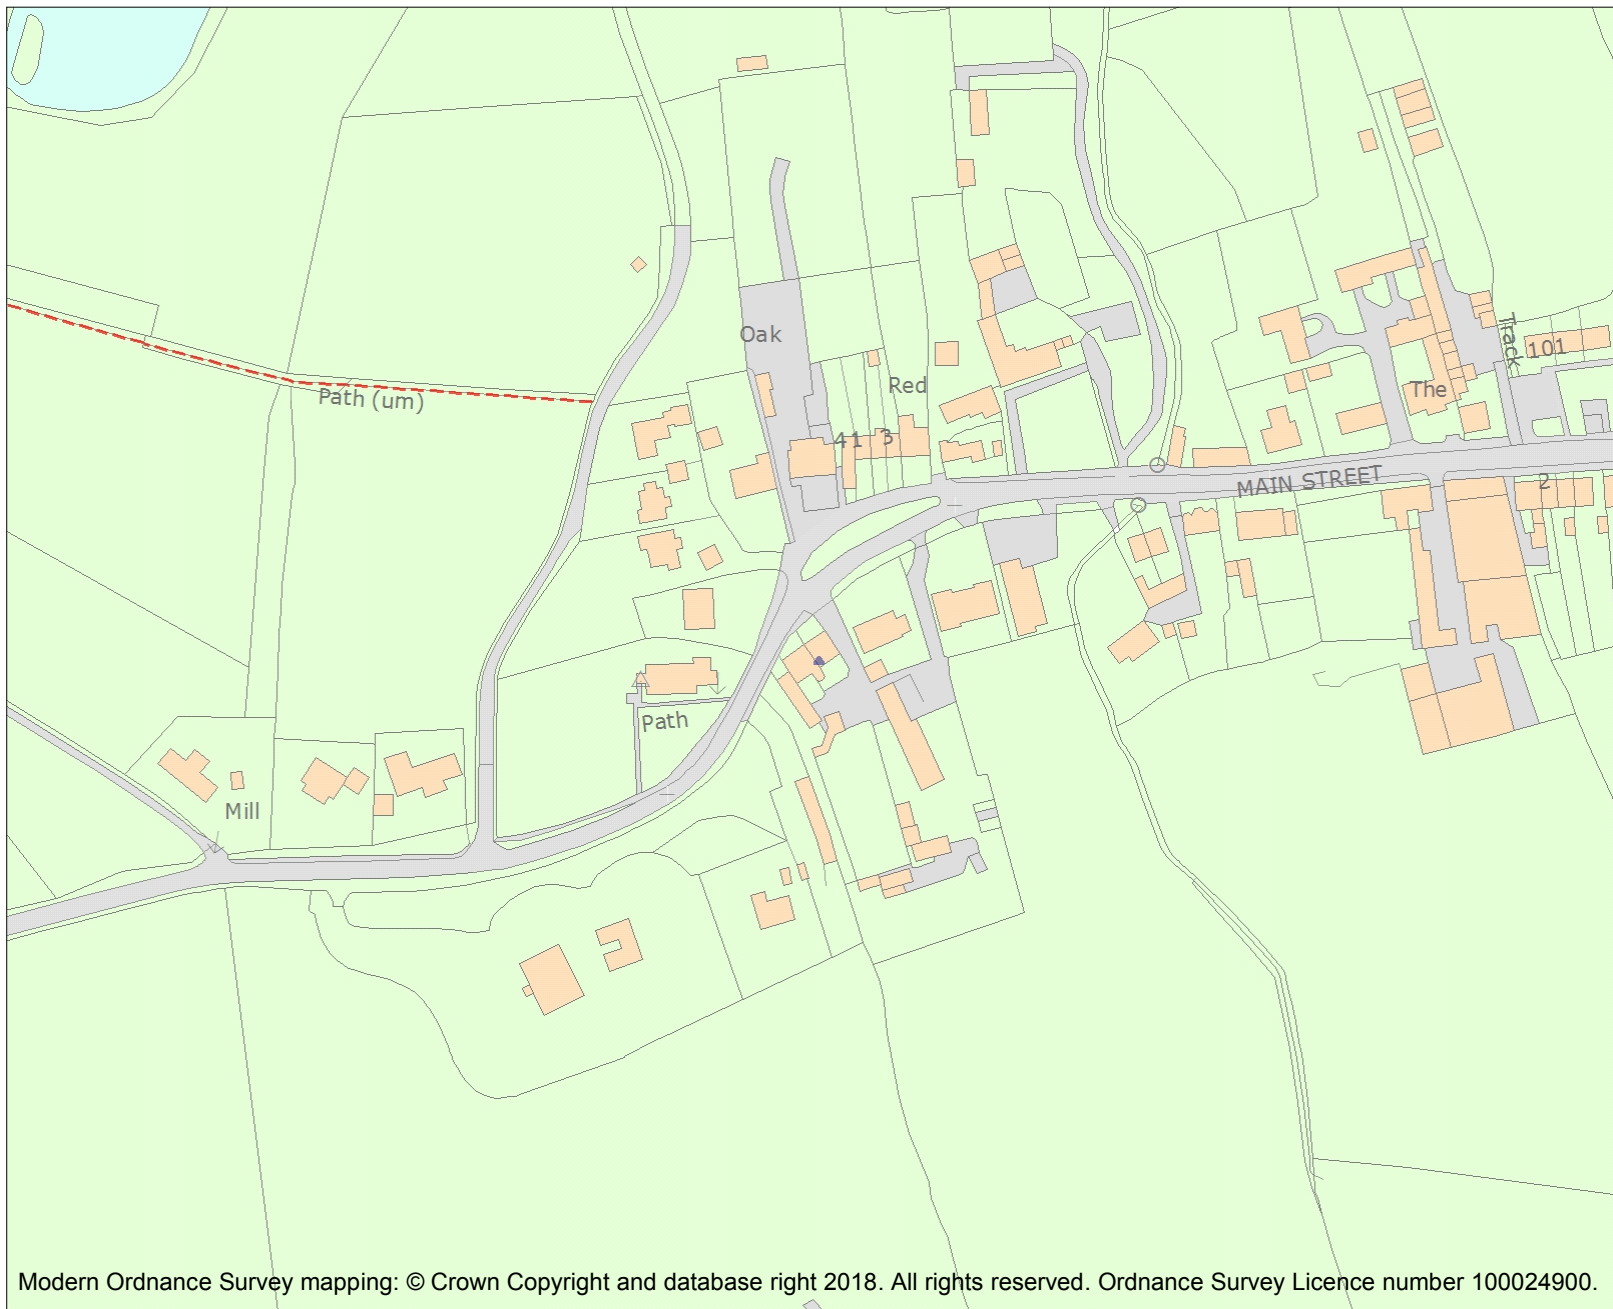 Oak
Track
101
Red
The
Path (um)
41
3
MAIN STREET
2
Path
Mill
Modern Ordnance Survey mapping: © Crown Copyright and database right 2018. All rights reserved. Ordnance Survey Licence number 100024900.